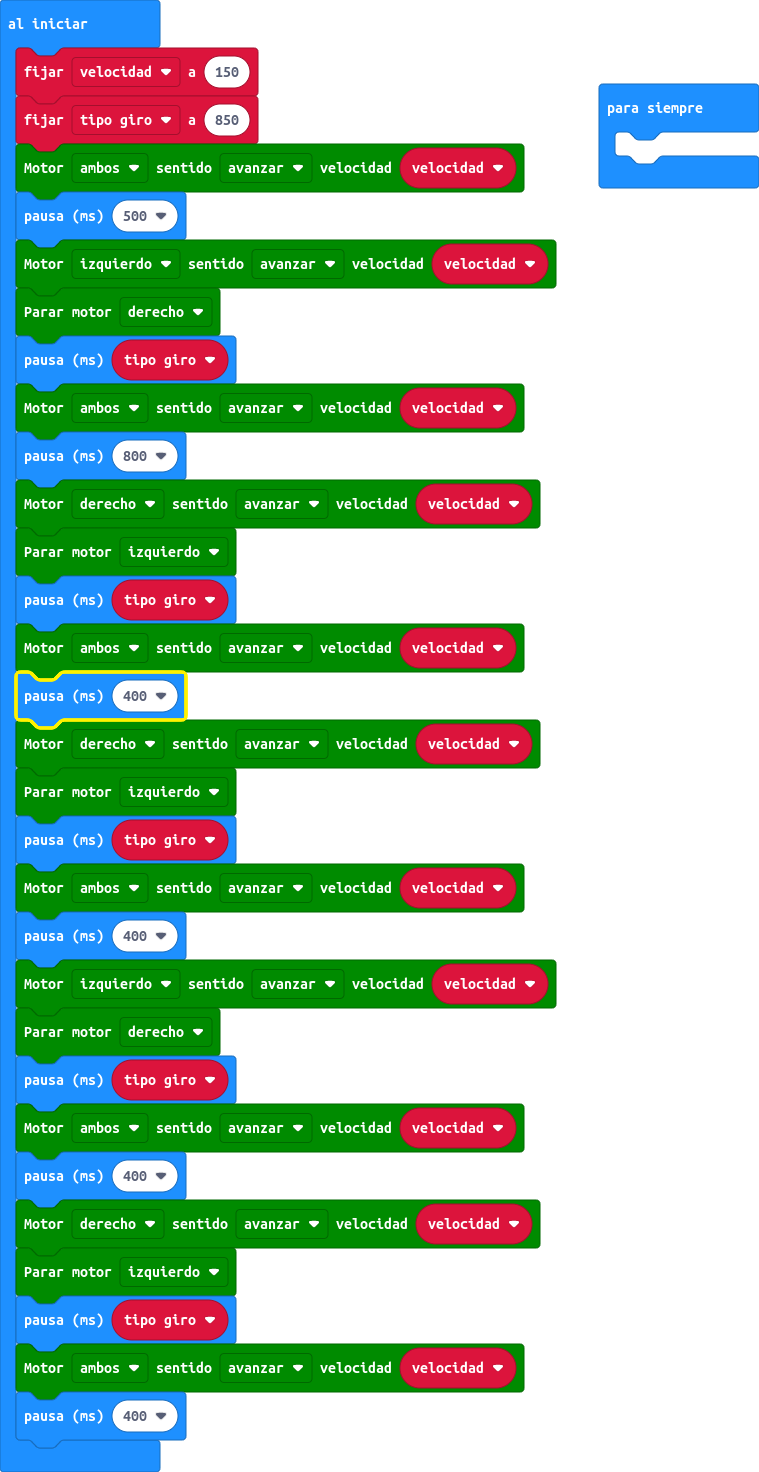 al iniciar
fijar velocidad a 150
para siempre
fijar tipo giro a 850
Motor ambos sentido avanzar velocidad velocidad
pausa (ms) 500
Motor izquierdo sentido avanzar velocidad velocidad
Parar motor derecho
pausa (ms) tipo giro
Motor ambos sentido avanzar velocidad velocidad
pausa (ms) 800
Motor derecho sentido avanzar velocidad velocidad
Parar motor izquierdo
pausa (ms) tipo giro
Motor ambos sentido avanzar velocidad velocidad
pausa (ms) 400
Motor derecho sentido avanzar velocidad velocidad
Parar motor izquierdo
pausa (ms) tipo giro
Motor ambos sentido avanzar velocidad velocidad
pausa (ms) 400
Motor izquierdo sentido avanzar velocidad velocidad
Parar motor derecho
pausa (ms) tipo giro
Motor ambos sentido avanzar velocidad velocidad
pausa (ms) 400
Motor derecho sentido avanzar velocidad velocidad
Parar motor izquierdo
pausa (ms) tipo giro
Motor ambos sentido avanzar velocidad velocidad
pausa (ms) 400